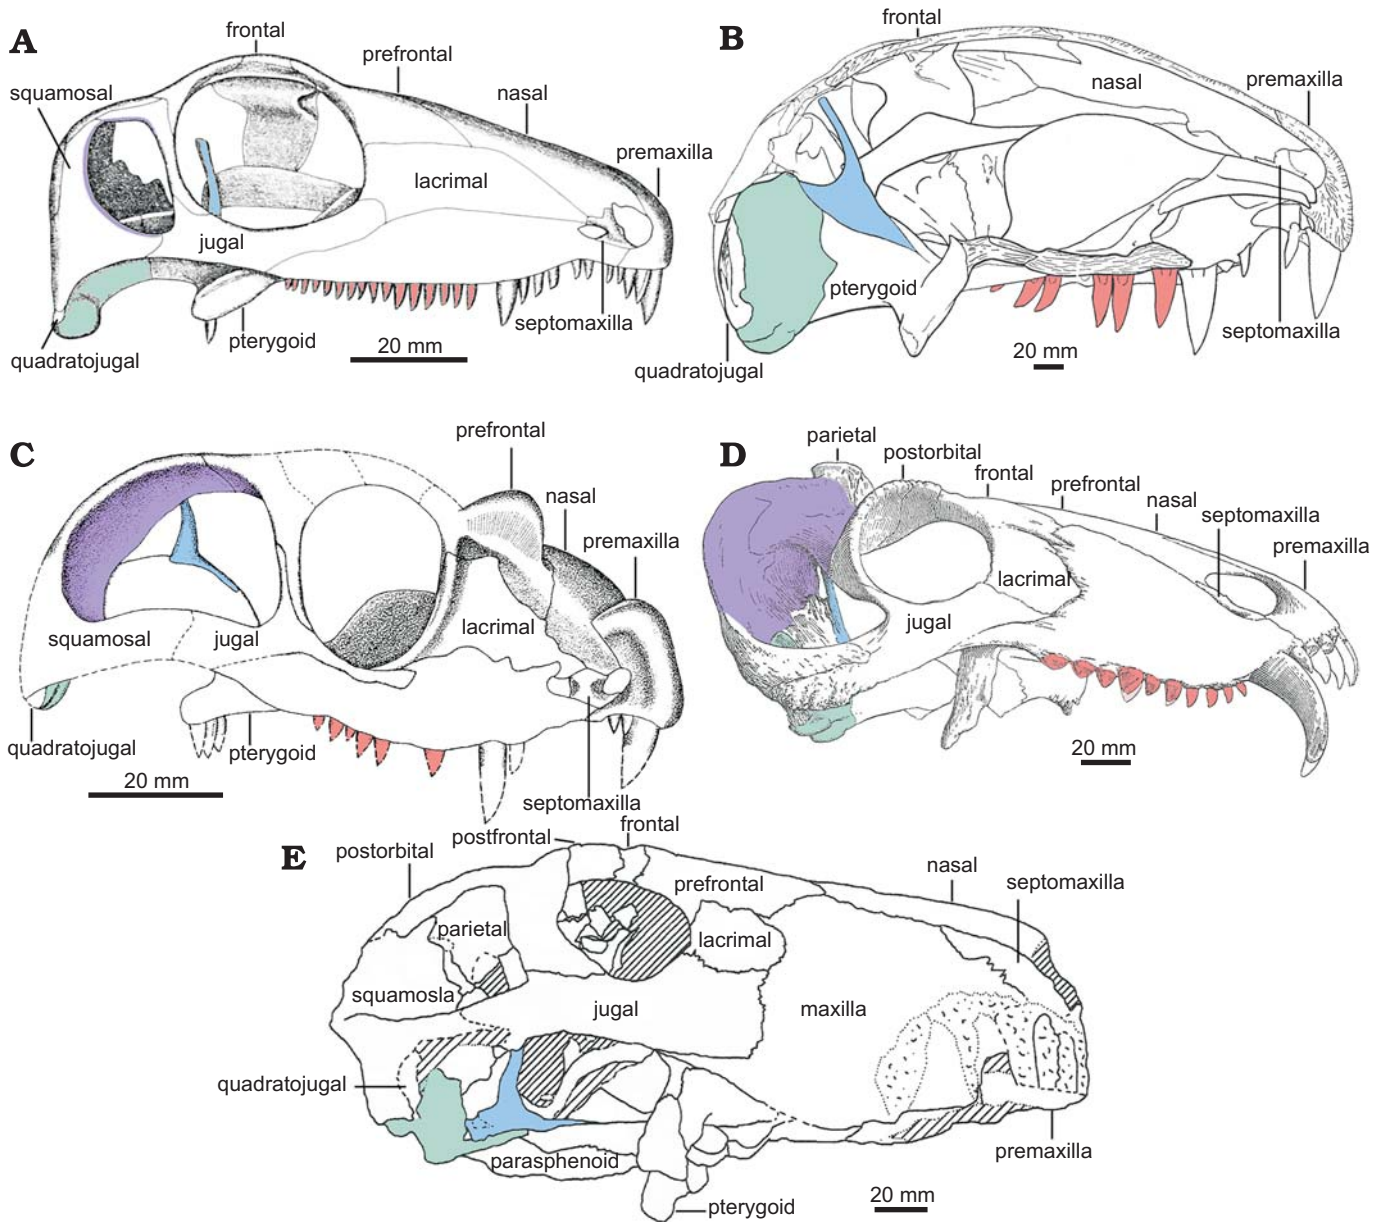 A
frontal
prefrontal
squamosal
nasal
premaxilla
lacrimal
jugal
septomaxilla
pterygoid
quadratojugal
20 mm
B
frontal
nasal
premaxilla
pterygoid
septomaxilla
quadratojugal
20 mm
C
prefrontal
nasal
premaxilla
lacrimal
squamosal
jugal
quadratojugal
pterygoid
septomaxilla
20 mm
D
parietal
postorbital
frontal
prefrontal
nasal
septomaxilla
premaxilla
lacrimal
jugal
20 mm
E
postfrontal
frontal
postorbital
prefrontal
nasal
septomaxilla
parietal
lacrimal
squamosla
jugal
maxilla
quadratojugal
parasphenoid
premaxilla
pterygoid
20 mm